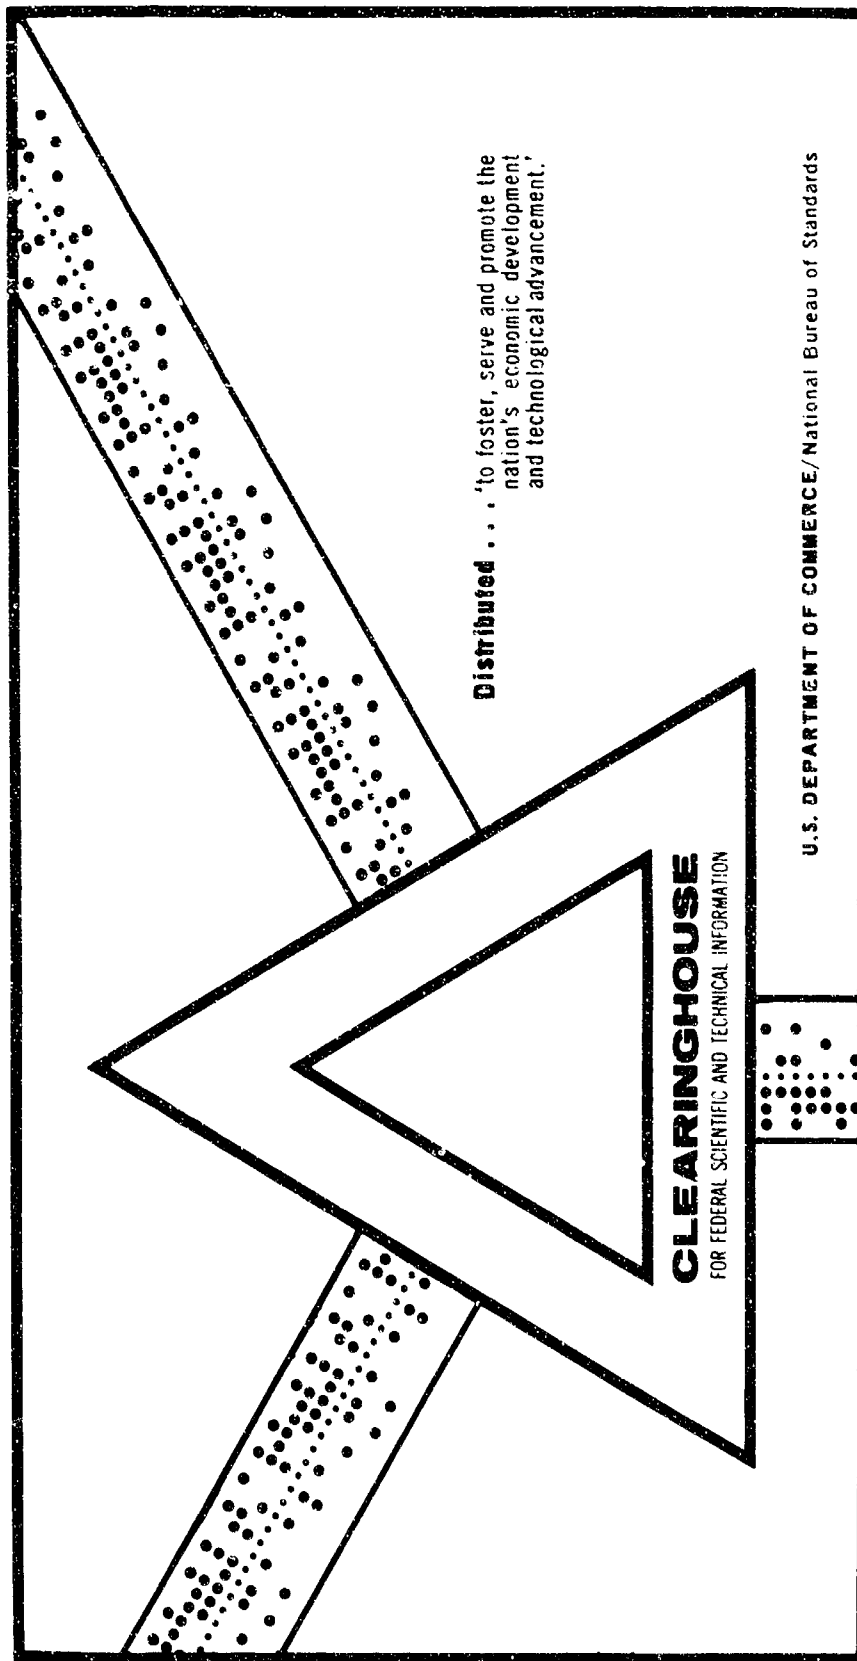 Distributed . . . 'to foster, serve and promote the
nation's economic development
and technological advancement.'
CLEARINGHOUSE
FOR FEDERAL SCIENTIFIC AND TECHNICAL INFORMATION
U.S. DEPARTMENT OF COMMERCE/National Bureau of Standards